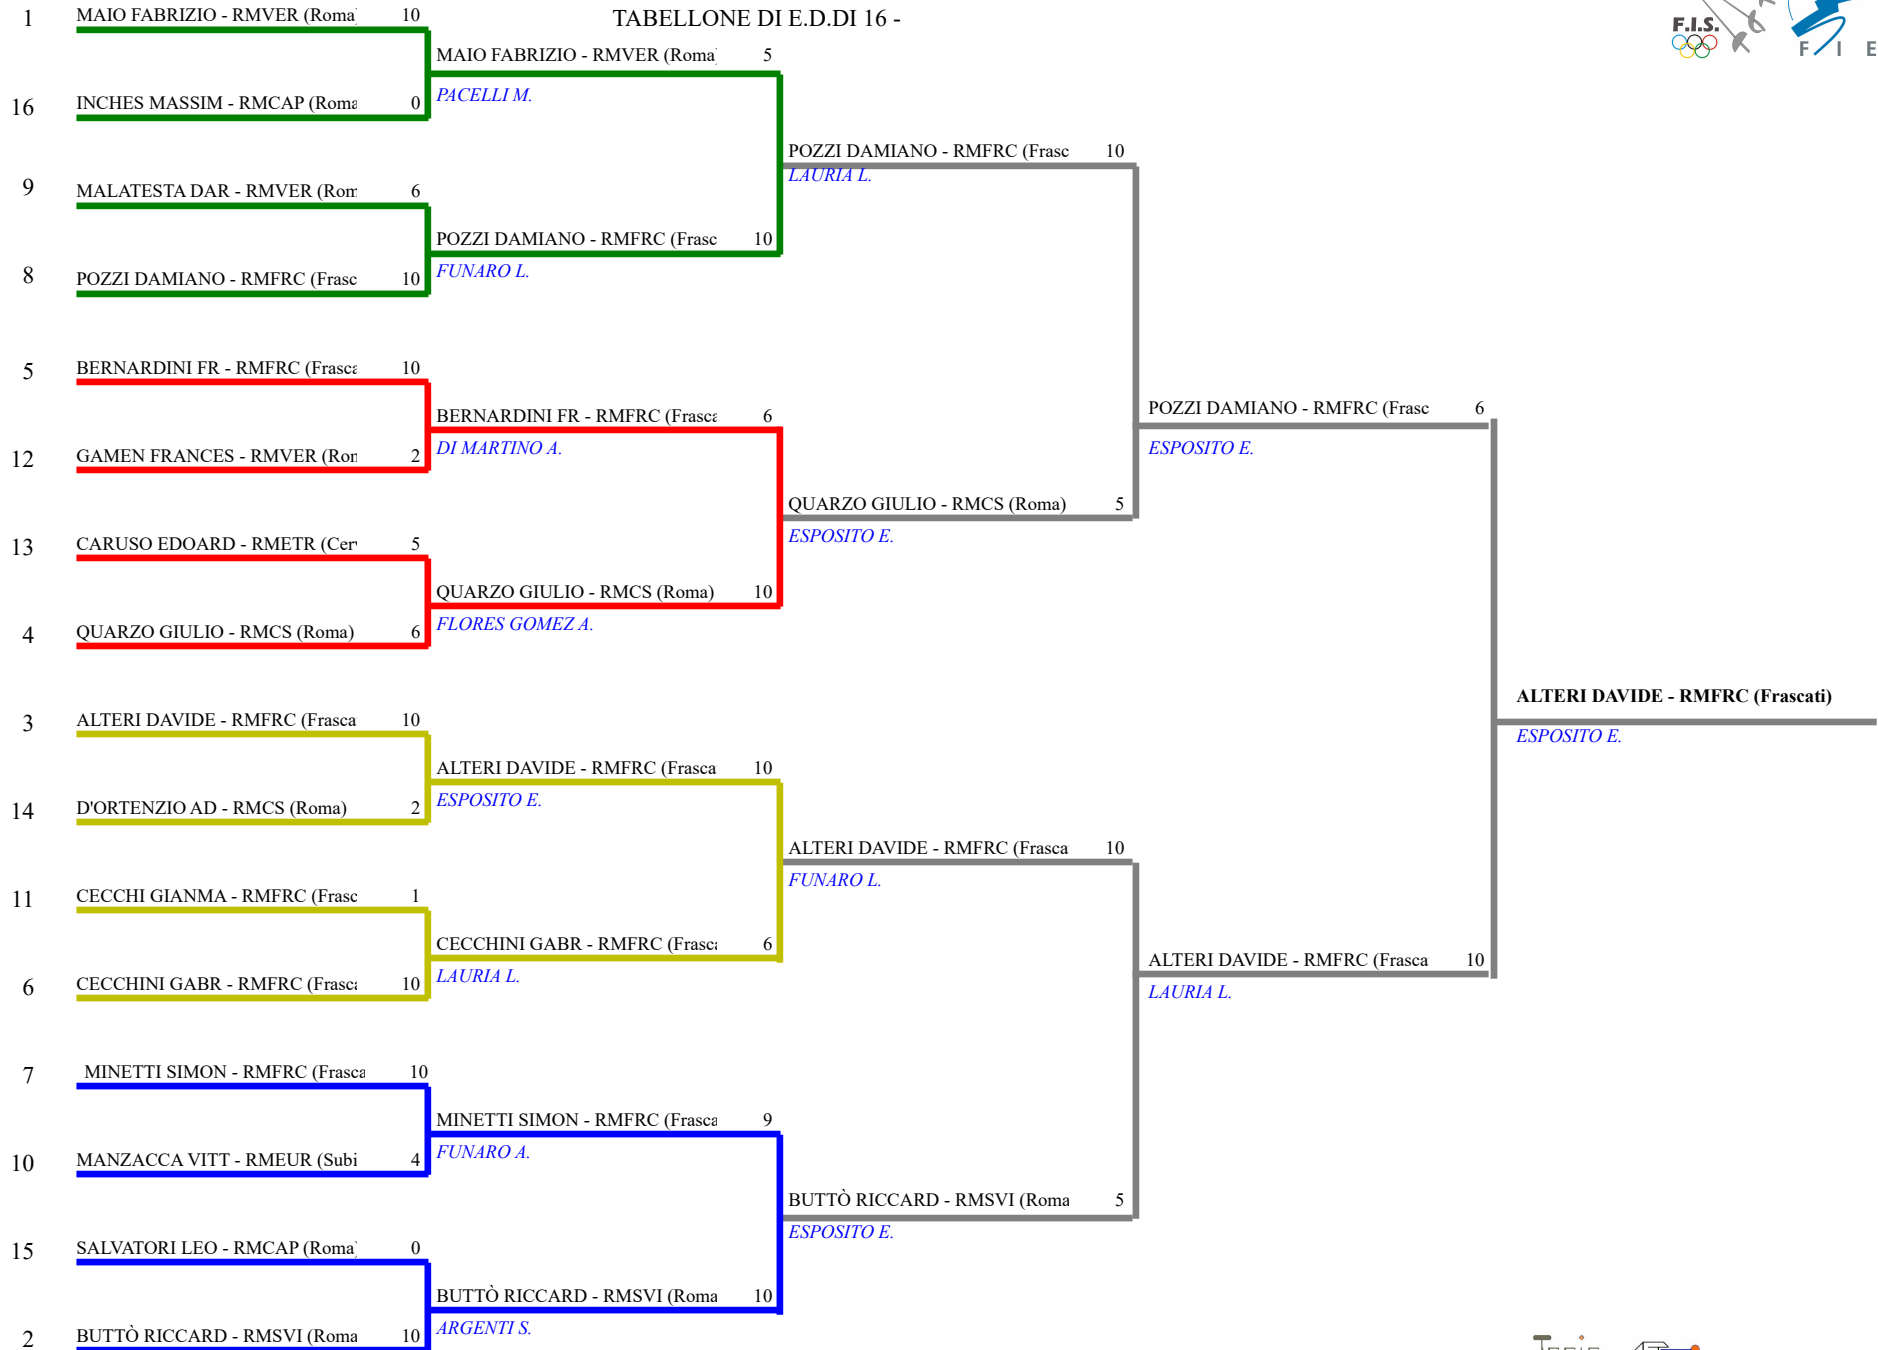 TABELLONE DI E.D.DI 16 -
F.I.S.
F I E
1 MAIO FABRIZIO - RMVER (Roma) 10
MAIO FABRIZIO - RMVER (Roma) 5
PACELLI M.
16 INCHES MASSIM - RMCAP (Roma 0
POZZI DAMIANO - RMFRC (Frasc 10
LAURIA L.
9 MALATESTA DAR - RMVER (Rom 6
POZZI DAMIANO - RMFRC (Frasc 10
FUNARO L.
8 POZZI DAMIANO - RMFRC (Frasc 10
5 BERNARDINI FR - RMFRC (Frasca 10
BERNARDINI FR - RMFRC (Frasca 6
DI MARTINO A.
POZZI DAMIANO - RMFRC (Frasc 6
ESPOSITO E.
12 GAMEN FRANCES - RMVER (Rom 2
QUARZO GIULIO - RMCS (Roma) 5
ESPOSITO E.
13 CARUSO EDOARD - RMETR (Cer 5
QUARZO GIULIO - RMCS (Roma) 10
FLORES GOMEZ A.
4 QUARZO GIULIO - RMCS (Roma) 6
ALTERI DAVIDE - RMFRC (Frascati)
ESPOSITO E.
3 ALTERI DAVIDE - RMFRC (Frasca 10
ALTERI DAVIDE - RMFRC (Frasca 10
ESPOSITO E.
14 D'ORTENZIO AD - RMCS (Roma) 2
ALTERI DAVIDE - RMFRC (Frasca 10
FUNARO L.
11 CECCHI GIANMA - RMFRC (Frasc 1
CECCHINI GABR - RMFRC (Frasca 6
LAURIA L.
ALTERI DAVIDE - RMFRC (Frasca 10
LAURIA L.
6 CECCHINI GABR - RMFRC (Frasca 10
7 MINETTI SIMON - RMFRC (Frasca 10
MINETTI SIMON - RMFRC (Frasca 9
FUNARO A.
10 MANZACCA VITT - RMEUR (Subi 4
BUTTÒ RICCARD - RMSVI (Roma 5
ESPOSITO E.
15 SALVATORI LEO - RMCAP (Roma) 0
BUTTÒ RICCARD - RMSVI (Roma 10
ARGENTI S.
2 BUTTÒ RICCARD - RMSVI (Roma 10